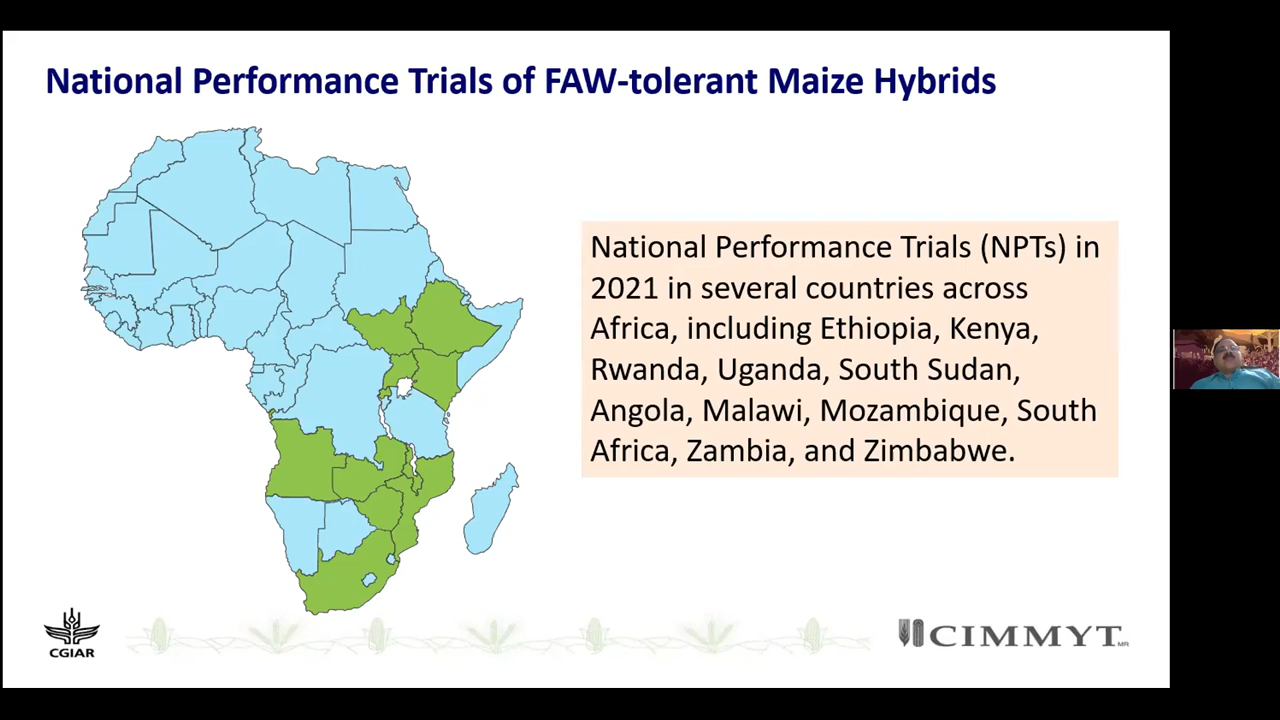 National Performance Trials of FAW-tolerant Maize Hybrids
National Performance Trials (NPTs) in
2021 in several countries across
Africa, including Ethiopia, Kenya,
Rwanda, Uganda, South Sudan,
Angola, Malawi, Mozambique, South
Africa, Zambia, and Zimbabwe.
CGIAR
CIMMYT MR